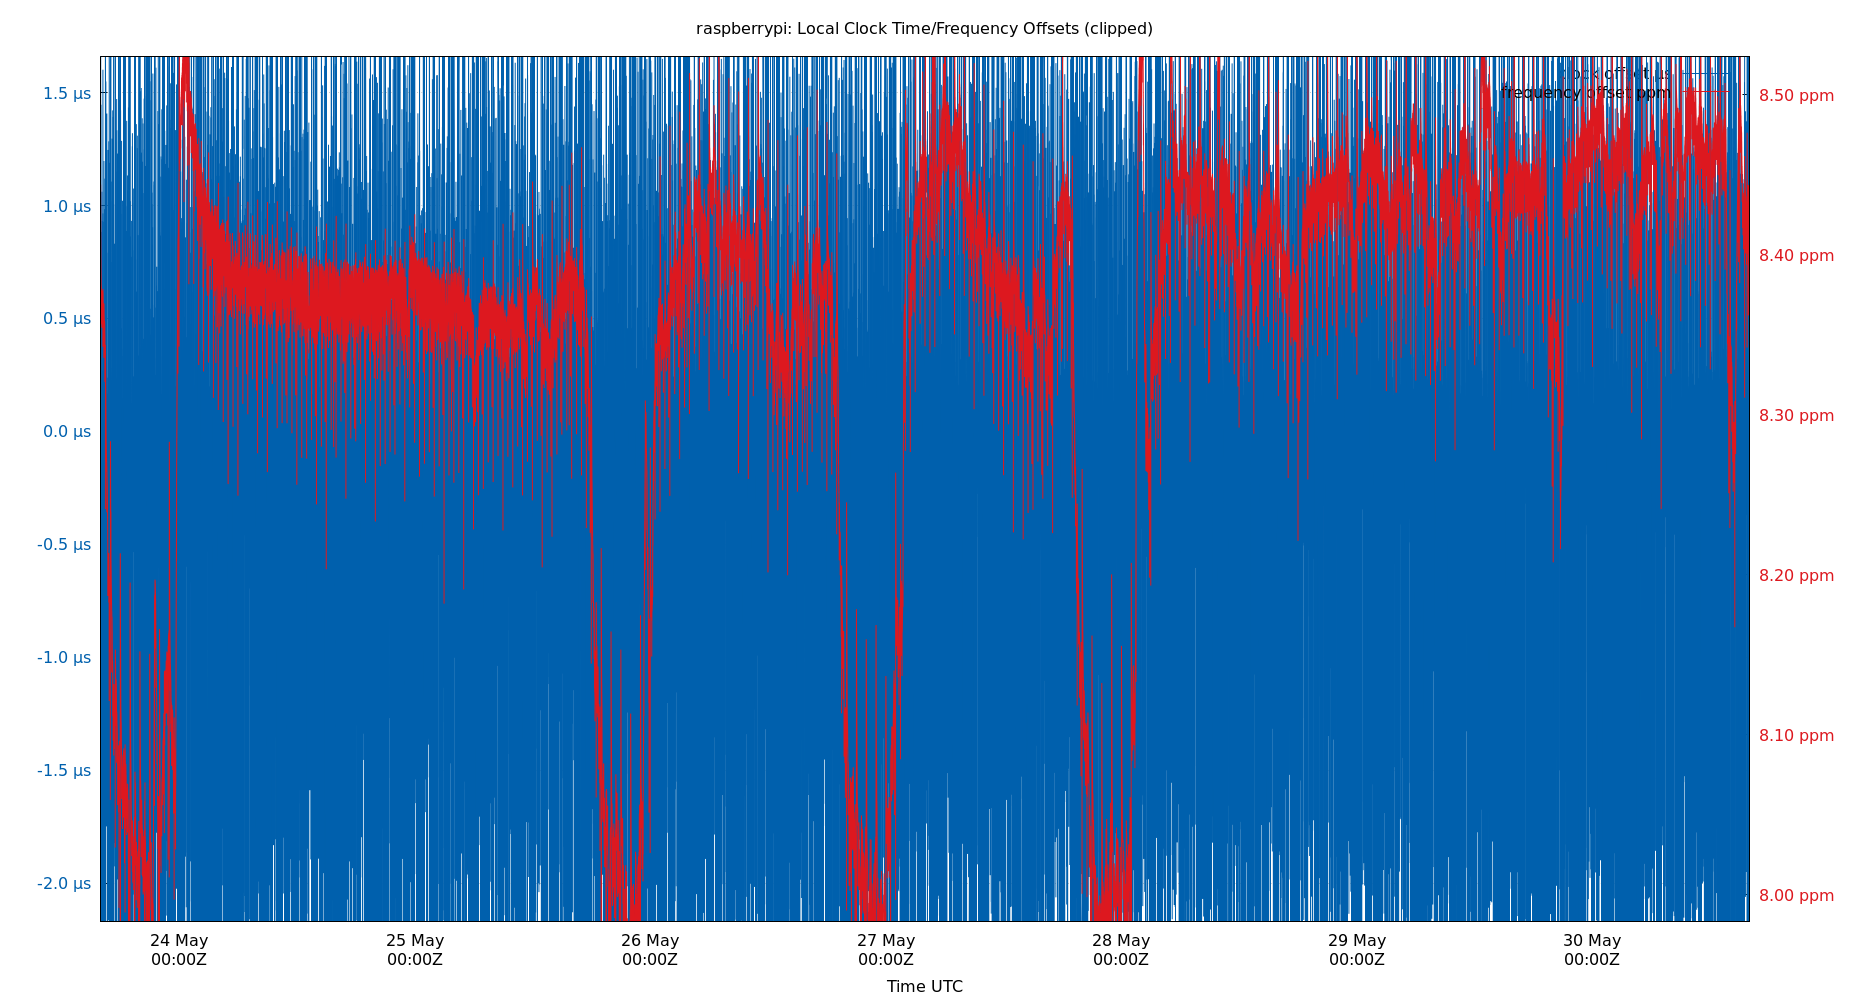 raspberrypi: Local Clock Time/Frequency Offsets (clipped)
clock offset µs
frequency offset ppm
1.5 µs
1.0 µs
0.5 µs
0.0 µs
-0.5 µs
-1.0 µs
-1.5 µs
-2.0 µs
8.50 ppm
8.40 ppm
8.30 ppm
8.20 ppm
8.10 ppm
8.00 ppm
24 May
00:00Z
25 May
00:00Z
26 May
00:00Z
27 May
00:00Z
28 May
00:00Z
29 May
00:00Z
30 May
00:00Z
Time UTC